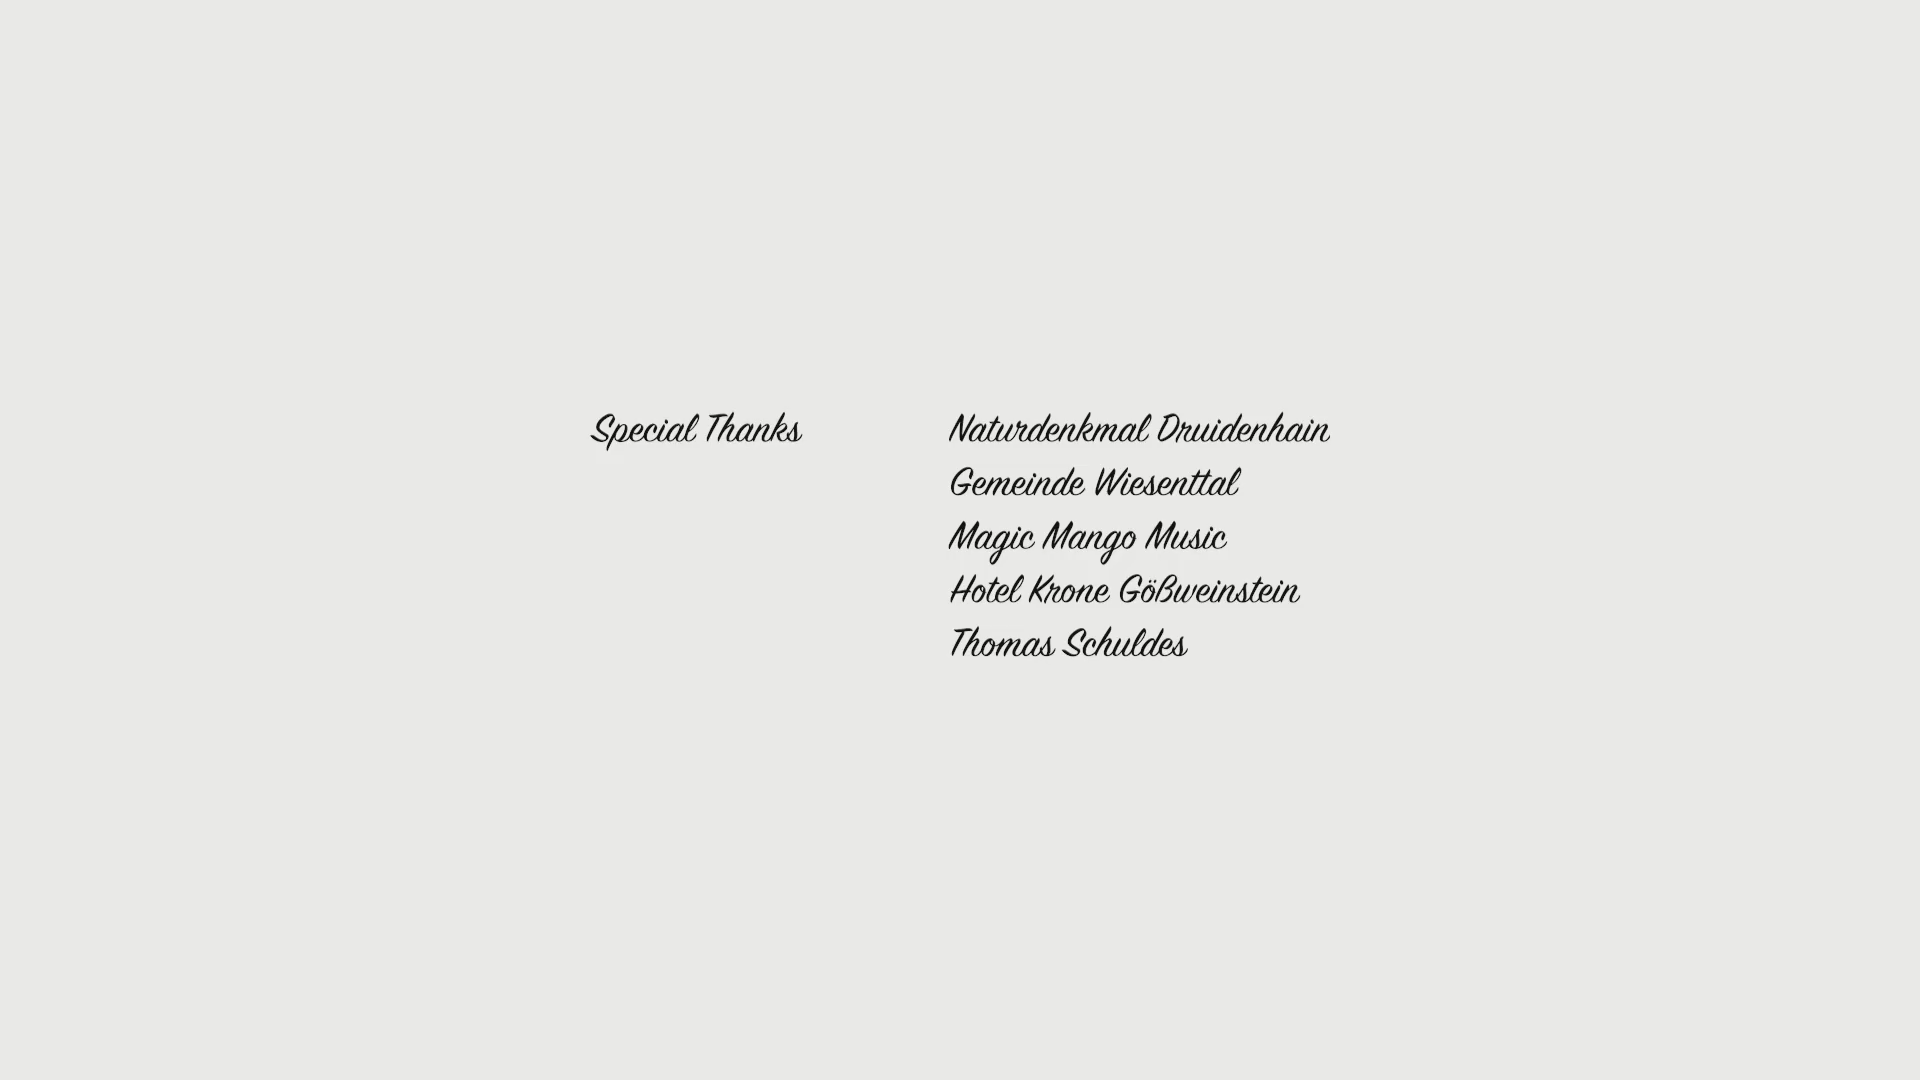 Special Thanks
Naturdenkmal Druidenhain
Gemeinde Wiesenttal
Magic Mango Music
Hotel Krone Gößweinstein
Thomas Schuldes